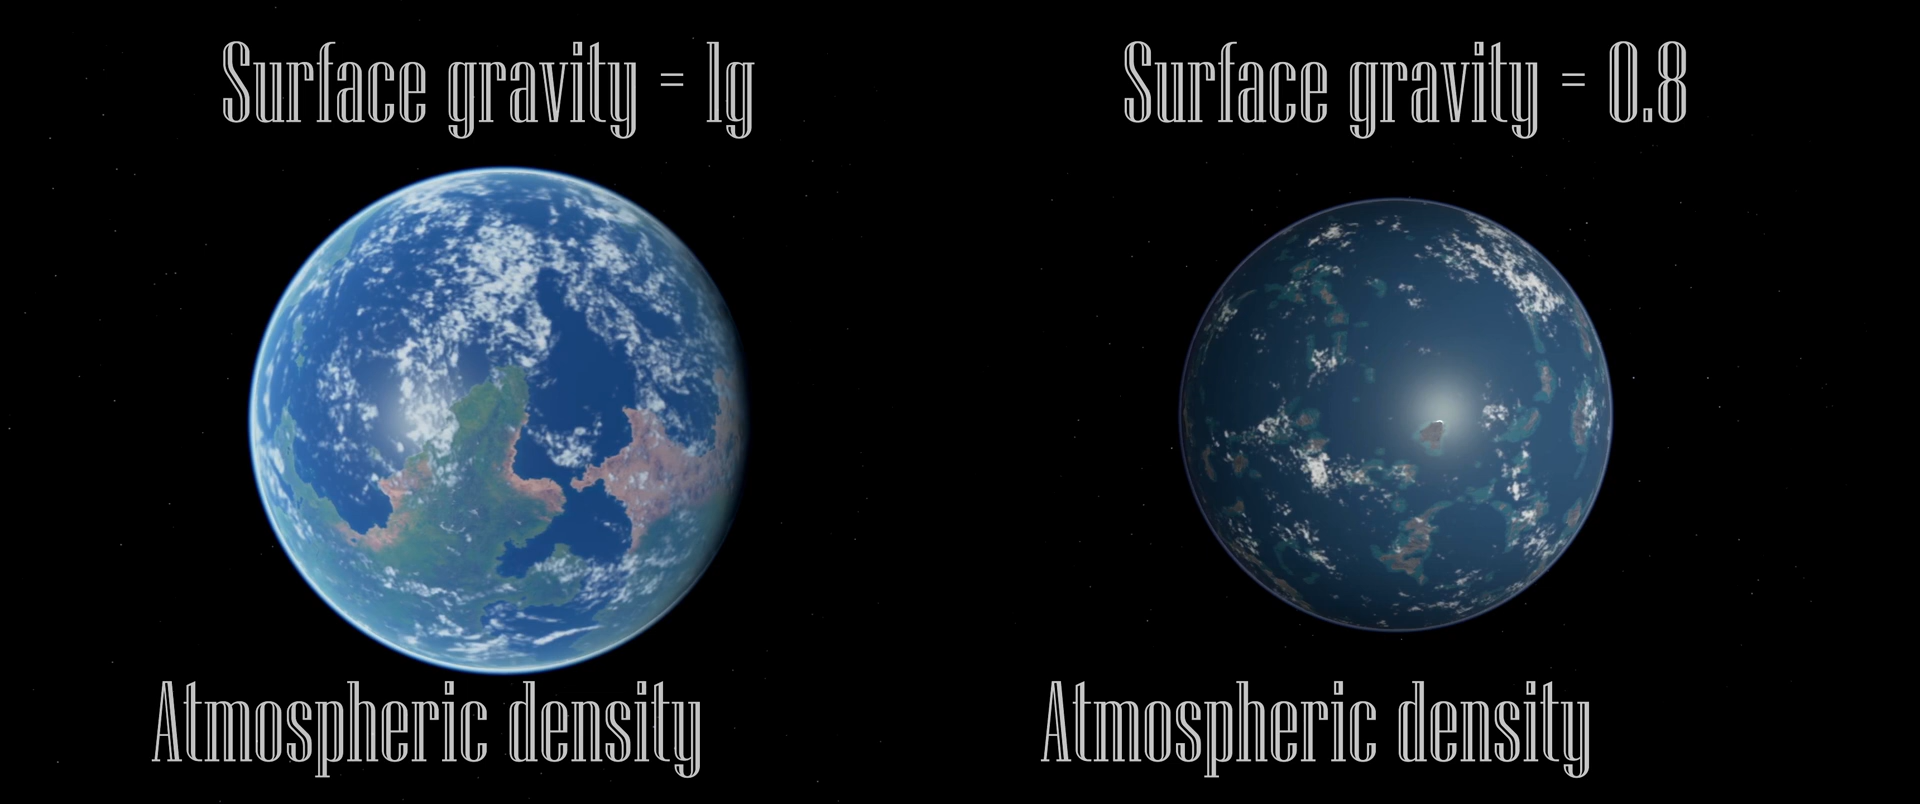 Surface gravity = 1g
Surface gravity = 0.8
Atmospheric density
Atmospheric density